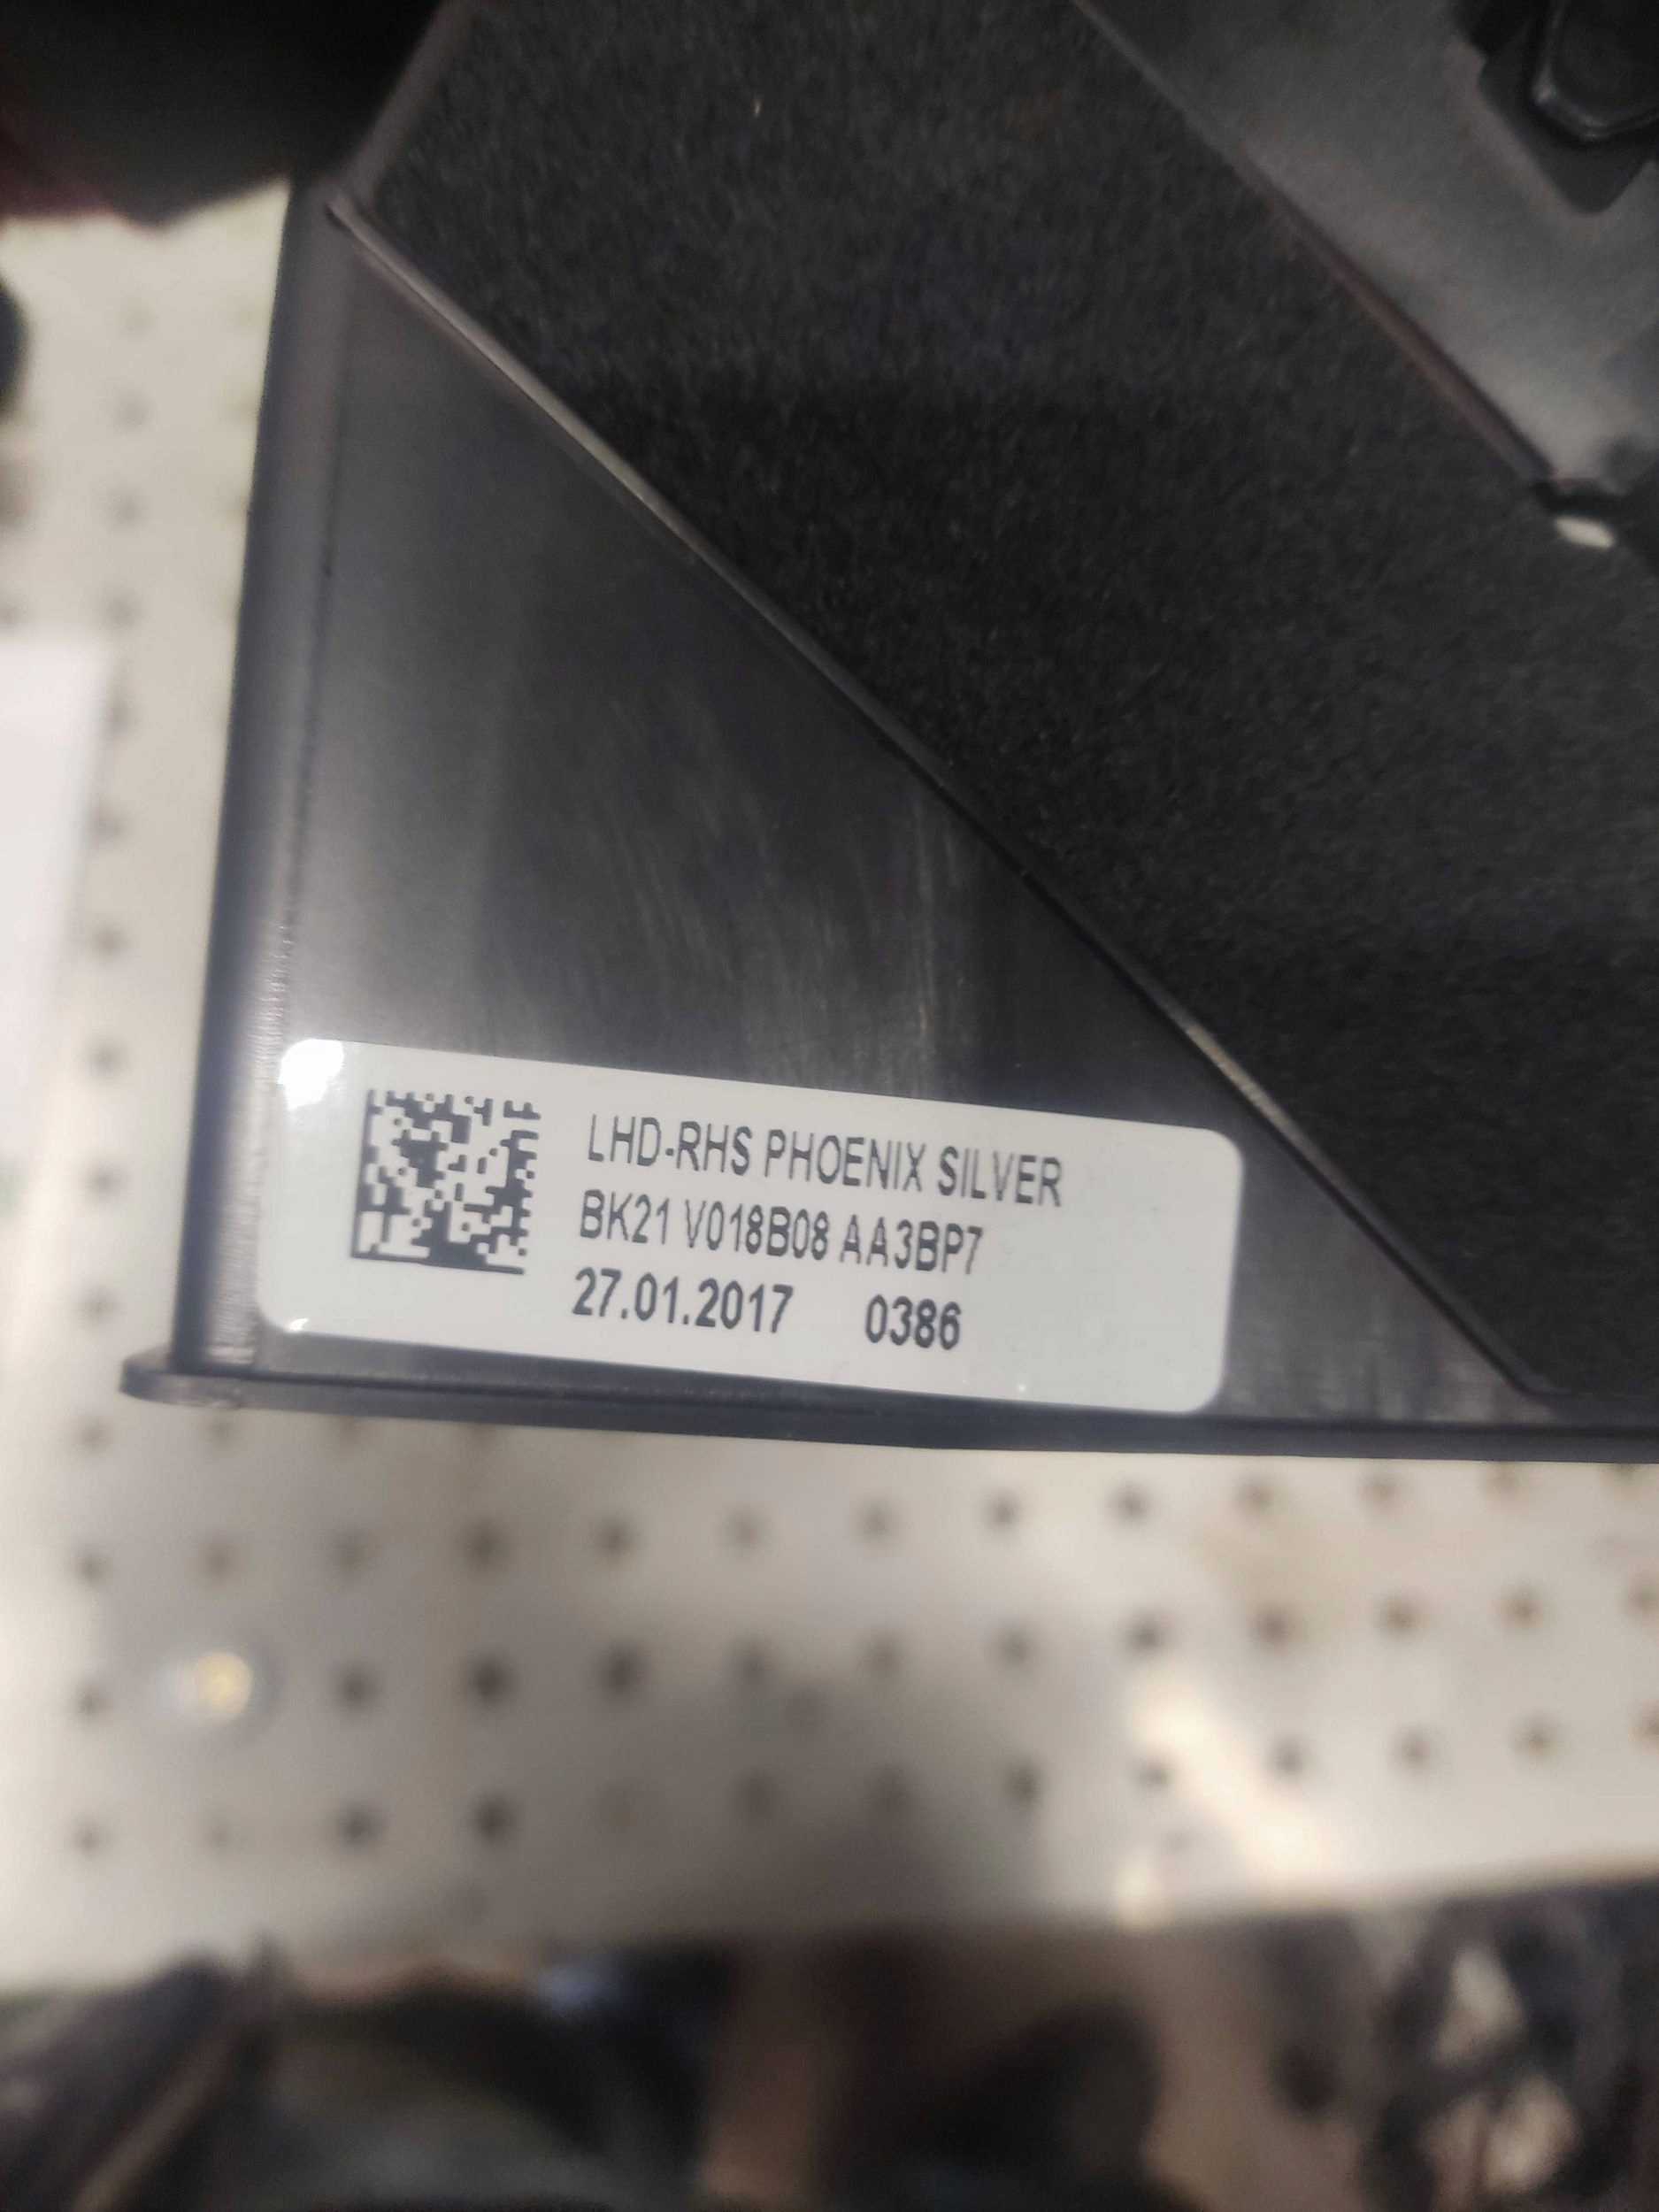 LHD-RHS PHOENIX SILVER
BK21 V018B08 AA3BP7
27.01.2017 0386